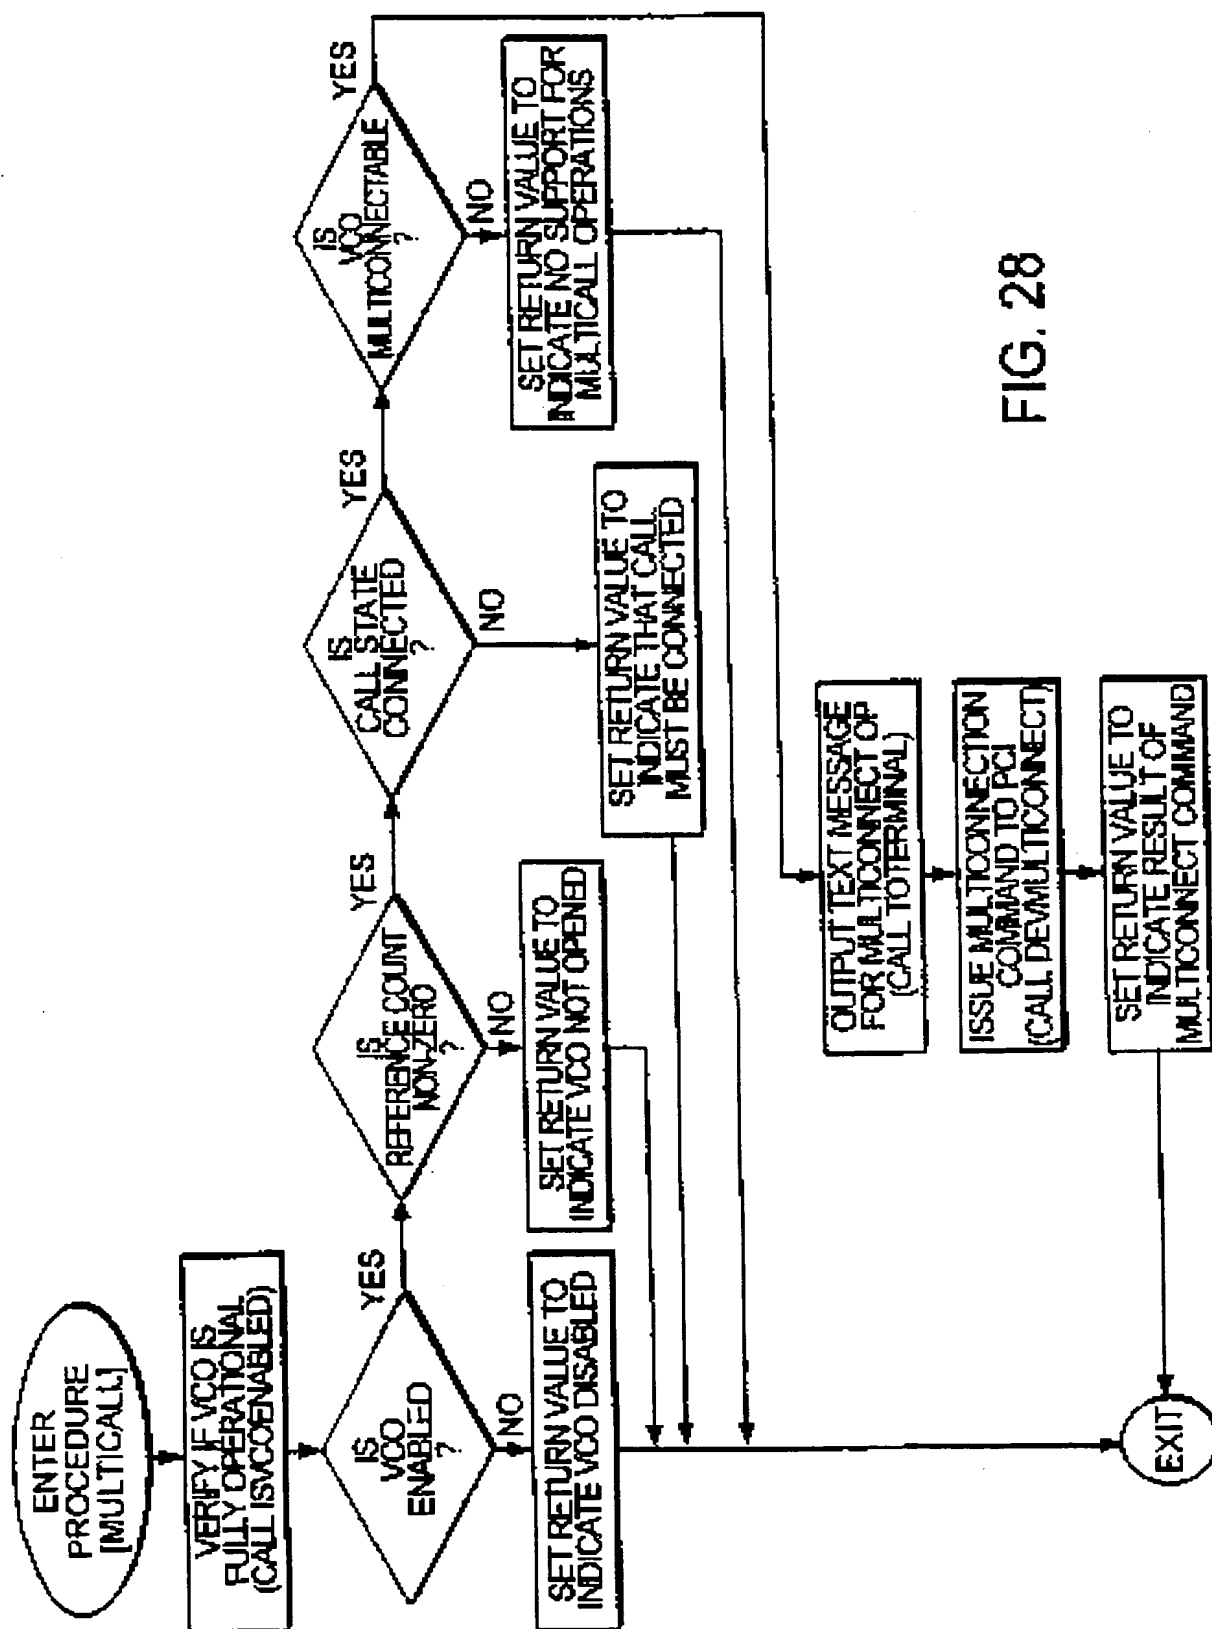 ENTER
PROCEDURE
[MULTICALL]
VERIFY IF VCO IS
FULLY OPERATIONAL
(CALL ISVCOENABLED)
IS
VCO
ENABLED
?
YES
NO
SET RETURN VALUE TO
INDICATE VCO DISABLED
IS
REFERENCE COUNT
NON-ZERO
?
YES
NO
SET RETURN VALUE TO
INDICATE VCO NOT OPENED
IS
CALL STATE
CONNECTED
?
YES
NO
SET RETURN VALUE TO
INDICATE THAT CALL
MUST BE CONNECTED
IS
VCO
MULTICONNECTABLE
?
YES
NO
SET RETURN VALUE TO
INDICATE NO SUPPORT FOR
MULTICALL OPERATIONS
OUTPUT TEXT MESSAGE
FOR MULTICONNECT OP
(CALL TOTERMINAL)
ISSUE MULTICONNECTION
COMMAND TO PCI
(CALL DEVMULTICONNECT)
SET RETURN VALUE TO
INDICATE RESULT OF
MULTICONNECT COMMAND
EXIT
FIG. 28